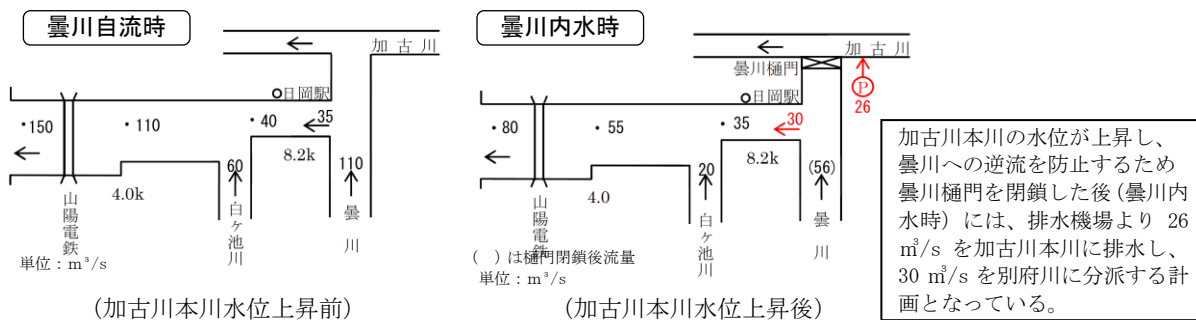 曇川自流時
加 古 川
日岡駅
・150
・110
・40
35
8.2k
60
110
4.0k
山陽電鉄
白ケ池川
曇川
単位：m³/s
(加古川本川水位上昇前)
曇川内水時
加 古 川
曇川樋門
P
26
日岡駅
・80
・55
・35
30
8.2k
20
(56)
4.0
山陽電鉄
白ケ池川
曇川
( )は樋門閉鎖後流量
単位：m³/s
(加古川本川水位上昇後)
加古川本川の水位が上昇し、
曇川への逆流を防止するため
曇川樋門を閉鎖した後(曇川内
水時)には、排水機場より 26
㎥/s を加古川本川に排水し、
30 ㎥/s を別府川に分派する計
画となっている。